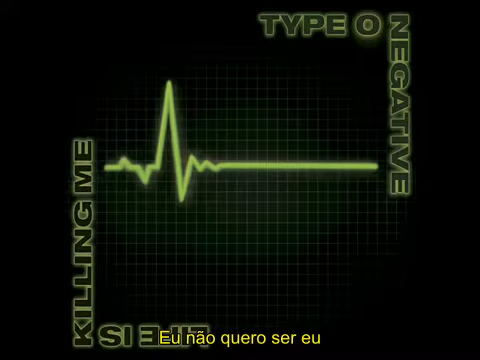 TYPE O
NEGATIVE
LIFE IS
KILLING ME
Eu não quero ser eu